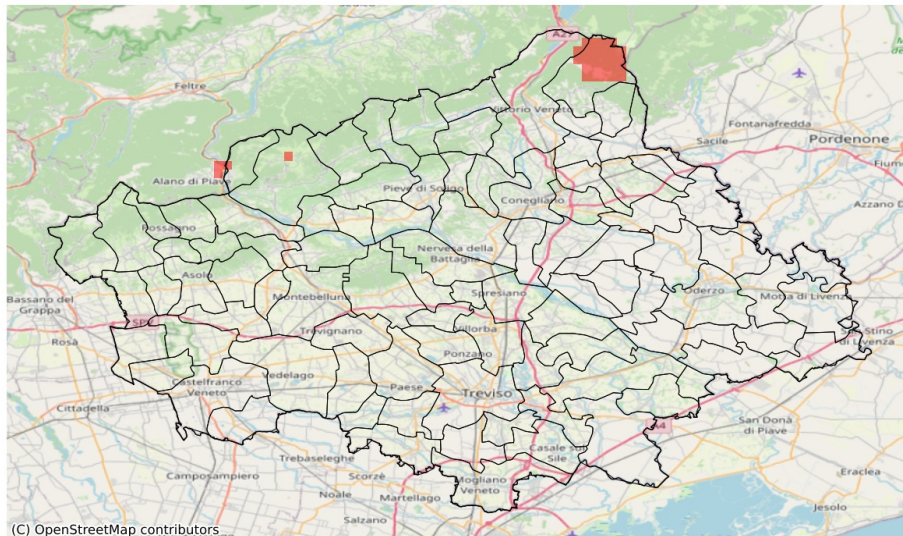 A27
Feltre
Vittorio Veneto
Fontanafredda
Sacile
Pordenone
Fiume
Alano di Piave
Pieve di Soligo
Conegliano
Azzano D
Possagno
Nervesa della
Battaglia
Asolo
Bassano del
Grappa
Montebelluna
Spresiano
Oderzo
Motta di Livenza
Rosà
Trevignano
Villorba
di Livenza
Ponzano
Castelfranco
Veneto
Vedelago
Paese
Treviso
Cittadella
A4
San Donà
di Piave
Trebaseleghe
Casale sul
Sile
Camposampiero
Scorzè
Mogliano
Veneto
Eraclea
Noale
Martellago
Jesolo
Salzano
(C) OpenStreetMap contributors